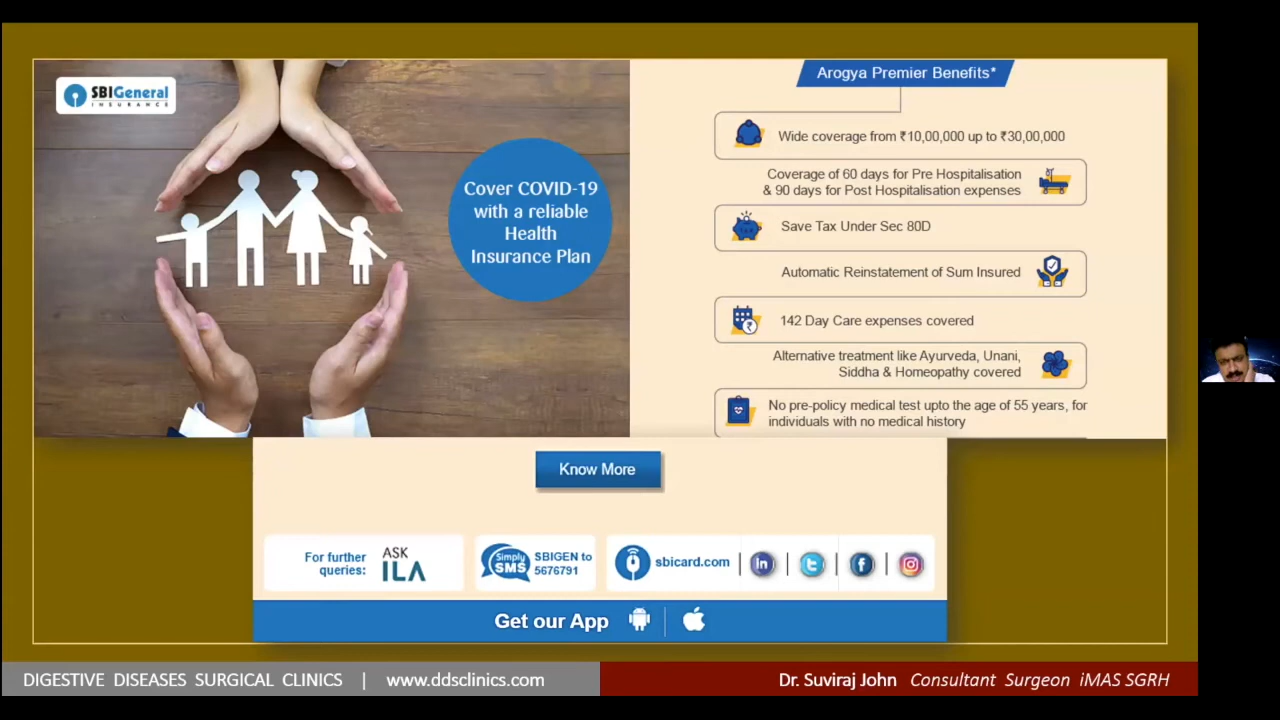 SBIGeneral
INSURANCE
Cover COVID-19
with a reliable
Health
Insurance Plan
Arogya Premier Benefits*
Wide coverage from ₹10,00,000 up to ₹30,00,000
Coverage of 60 days for Pre Hospitalisation
& 90 days for Post Hospitalisation expenses
Save Tax Under Sec 80D
Automatic Reinstatement of Sum Insured
142 Day Care expenses covered
Alternative treatment like Ayurveda, Unani,
Siddha & Homeopathy covered
No pre-policy medical test upto the age of 55 years, for
individuals with no medical history
Know More
For further
queries:
ASK
ILA
Simply
SMS
SBIGEN to
5676791
sbicard.com
Get our App
DIGESTIVE DISEASES SURGICAL CLINICS | www.ddsclinics.com
Dr. Suviraj John Consultant Surgeon iMAS SGRH